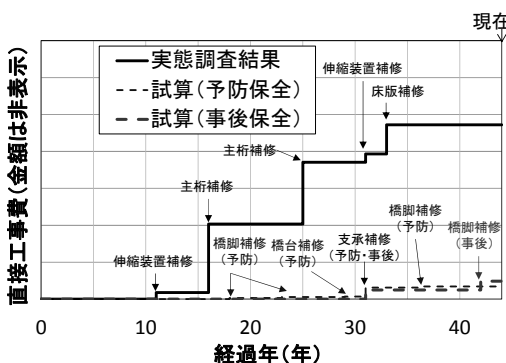 現在
実態調査結果
試算(予防保全)
試算(事後保全)
伸縮装置補修
床版補修
主桁補修
主桁補修
橋脚補修
(予防)
橋台補修
(予防)
支承補修
(予防・事後)
橋脚補修
(予防)
橋脚補修
(事後)
伸縮装置補修
直接工事費(金額は非表示)
0
10
20
30
40
経過年(年)